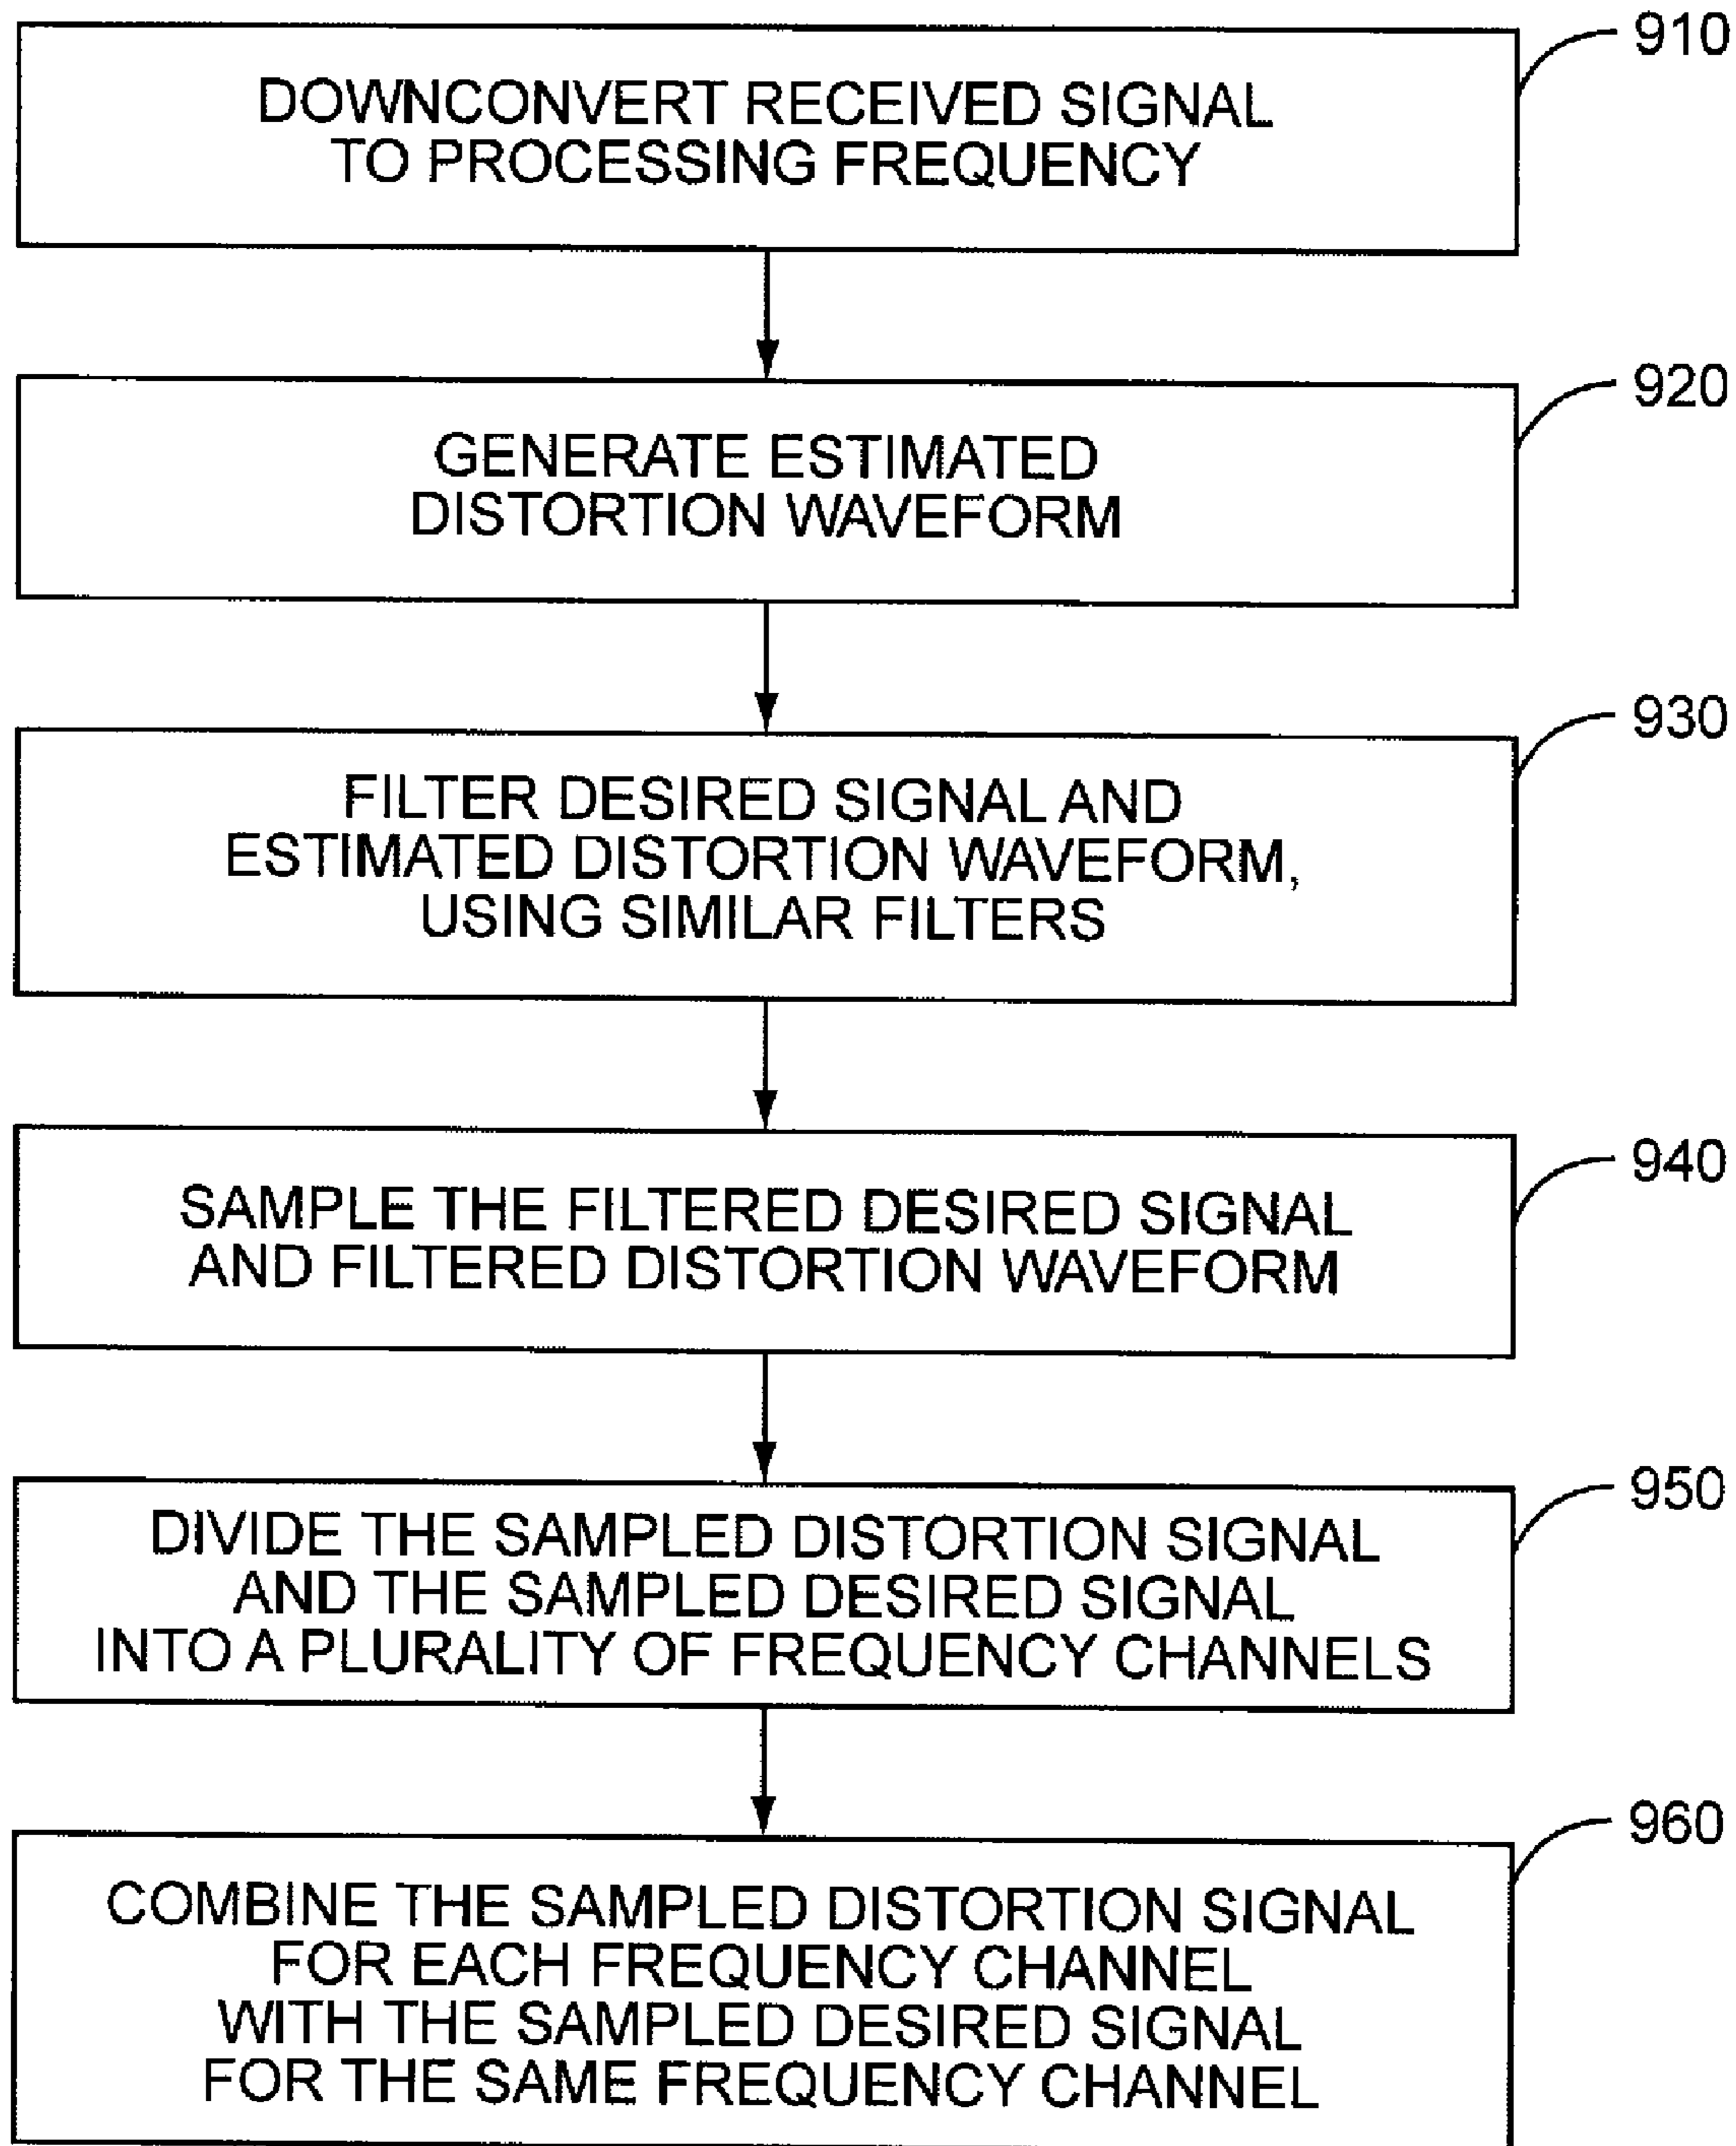 910
DOWNCONVERT RECEIVED SIGNAL
TO PROCESSING FREQUENCY
920
GENERATE ESTIMATED
DISTORTION WAVEFORM
930
FILTER DESIRED SIGNAL AND
ESTIMATED DISTORTION WAVEFORM,
USING SIMILAR FILTERS
940
SAMPLE THE FILTERED DESIRED SIGNAL
AND FILTERED DISTORTION WAVEFORM
950
DIVIDE THE SAMPLED DISTORTION SIGNAL
AND THE SAMPLED DESIRED SIGNAL
INTO A PLURALITY OF FREQUENCY CHANNELS
960
COMBINE THE SAMPLED DISTORTION SIGNAL
FOR EACH FREQUENCY CHANNEL
WITH THE SAMPLED DESIRED SIGNAL
FOR THE SAME FREQUENCY CHANNEL